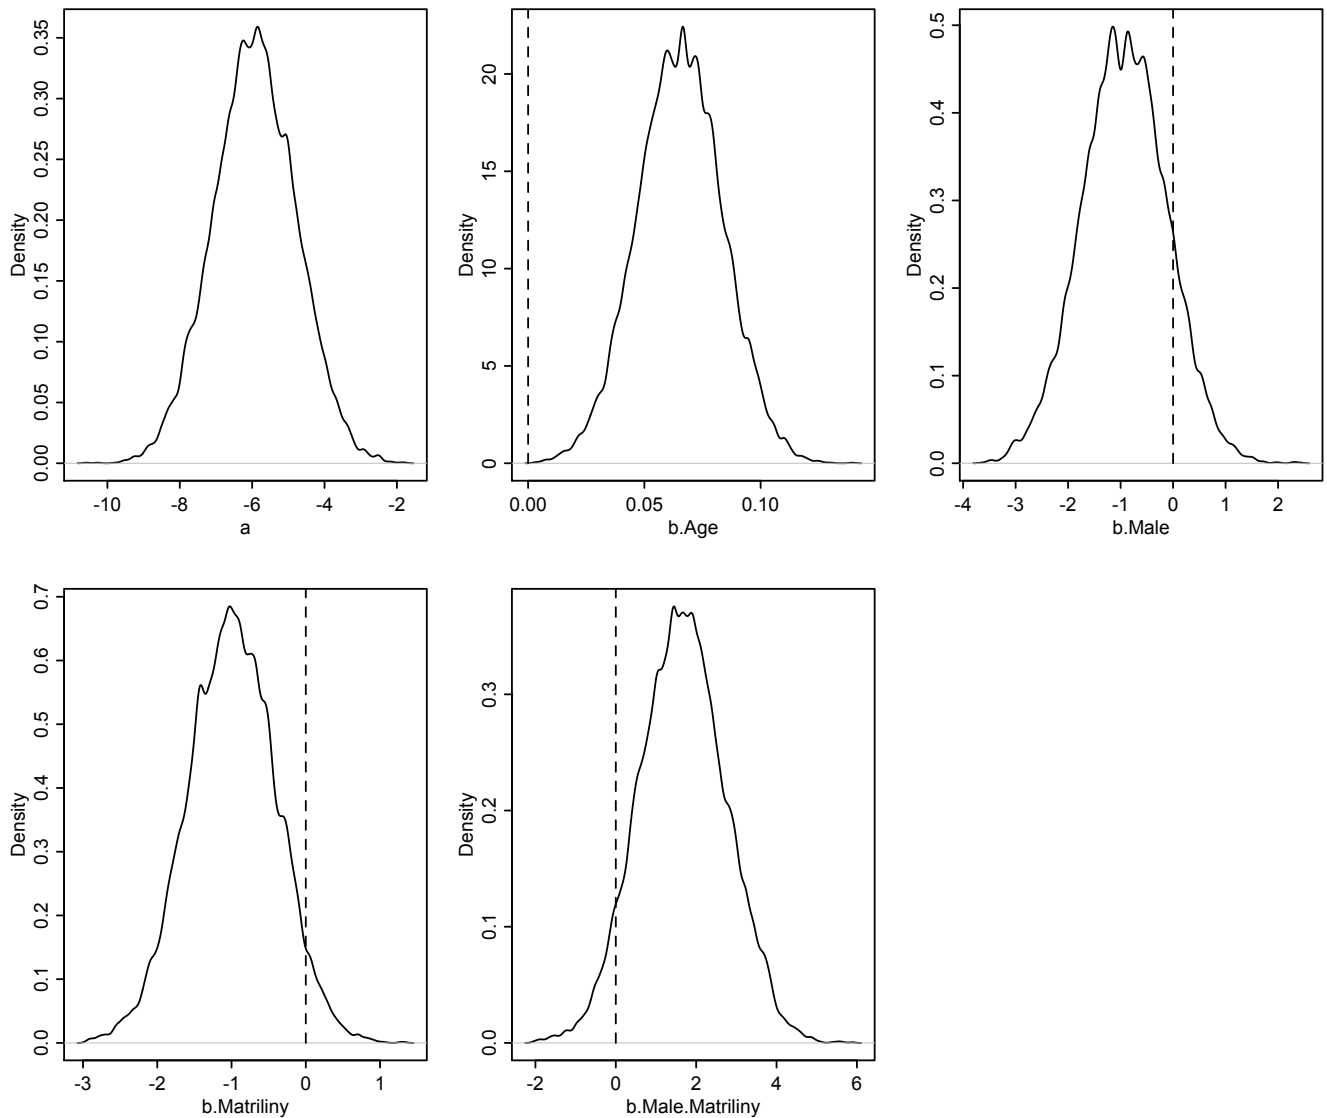 0.00 0.05 0.10 0.15 0.20 0.25 0.30 0.35
Density
-10 -8 -6 -4 -2
a
0 5 10 15 20
Density
0.00 0.05 0.10
b.Age
0.0 0.1 0.2 0.3 0.4 0.5
Density
-4 -3 -2 -1 0 1 2
b.Male
0.0 0.1 0.2 0.3 0.4 0.5 0.6 0.7
Density
-3 -2 -1 0 1
b.Matriliny
0.0 0.1 0.2 0.3
Density
-2 0 2 4 6
b.Male.Matriliny